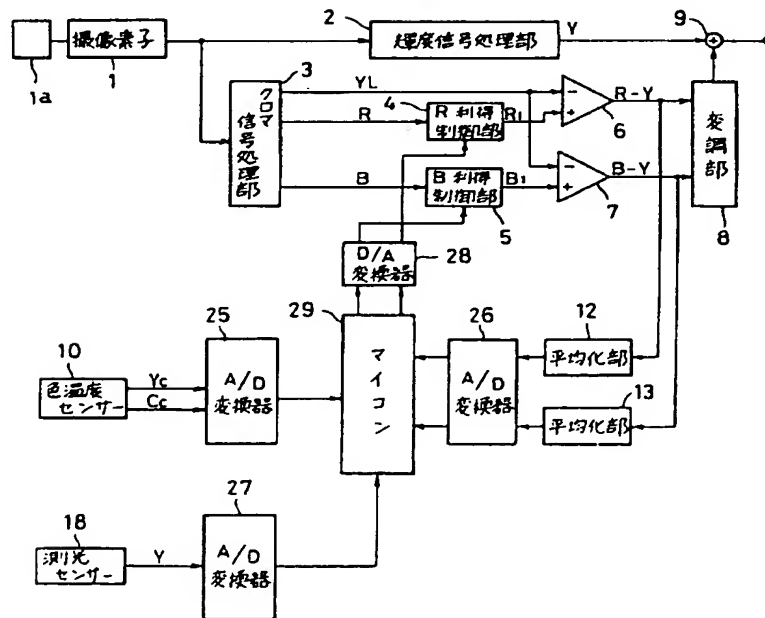 1a
撮像素子
1
2
輝度信号処理部
Y
9
3
クロマ
信号処理部
YL
R
4
R利得
制御部
R1
B
B利得
制御部
B1
5
R-Y
6
B-Y
7
変調部
8
D/A
変換器
28
29
マイコン
25
10
色温度
センサー
Yc
Cc
A/D
変換器
26
A/D
変換器
12
平均化部
13
平均化部
27
18
測光
センサー
Y
A/D
変換器